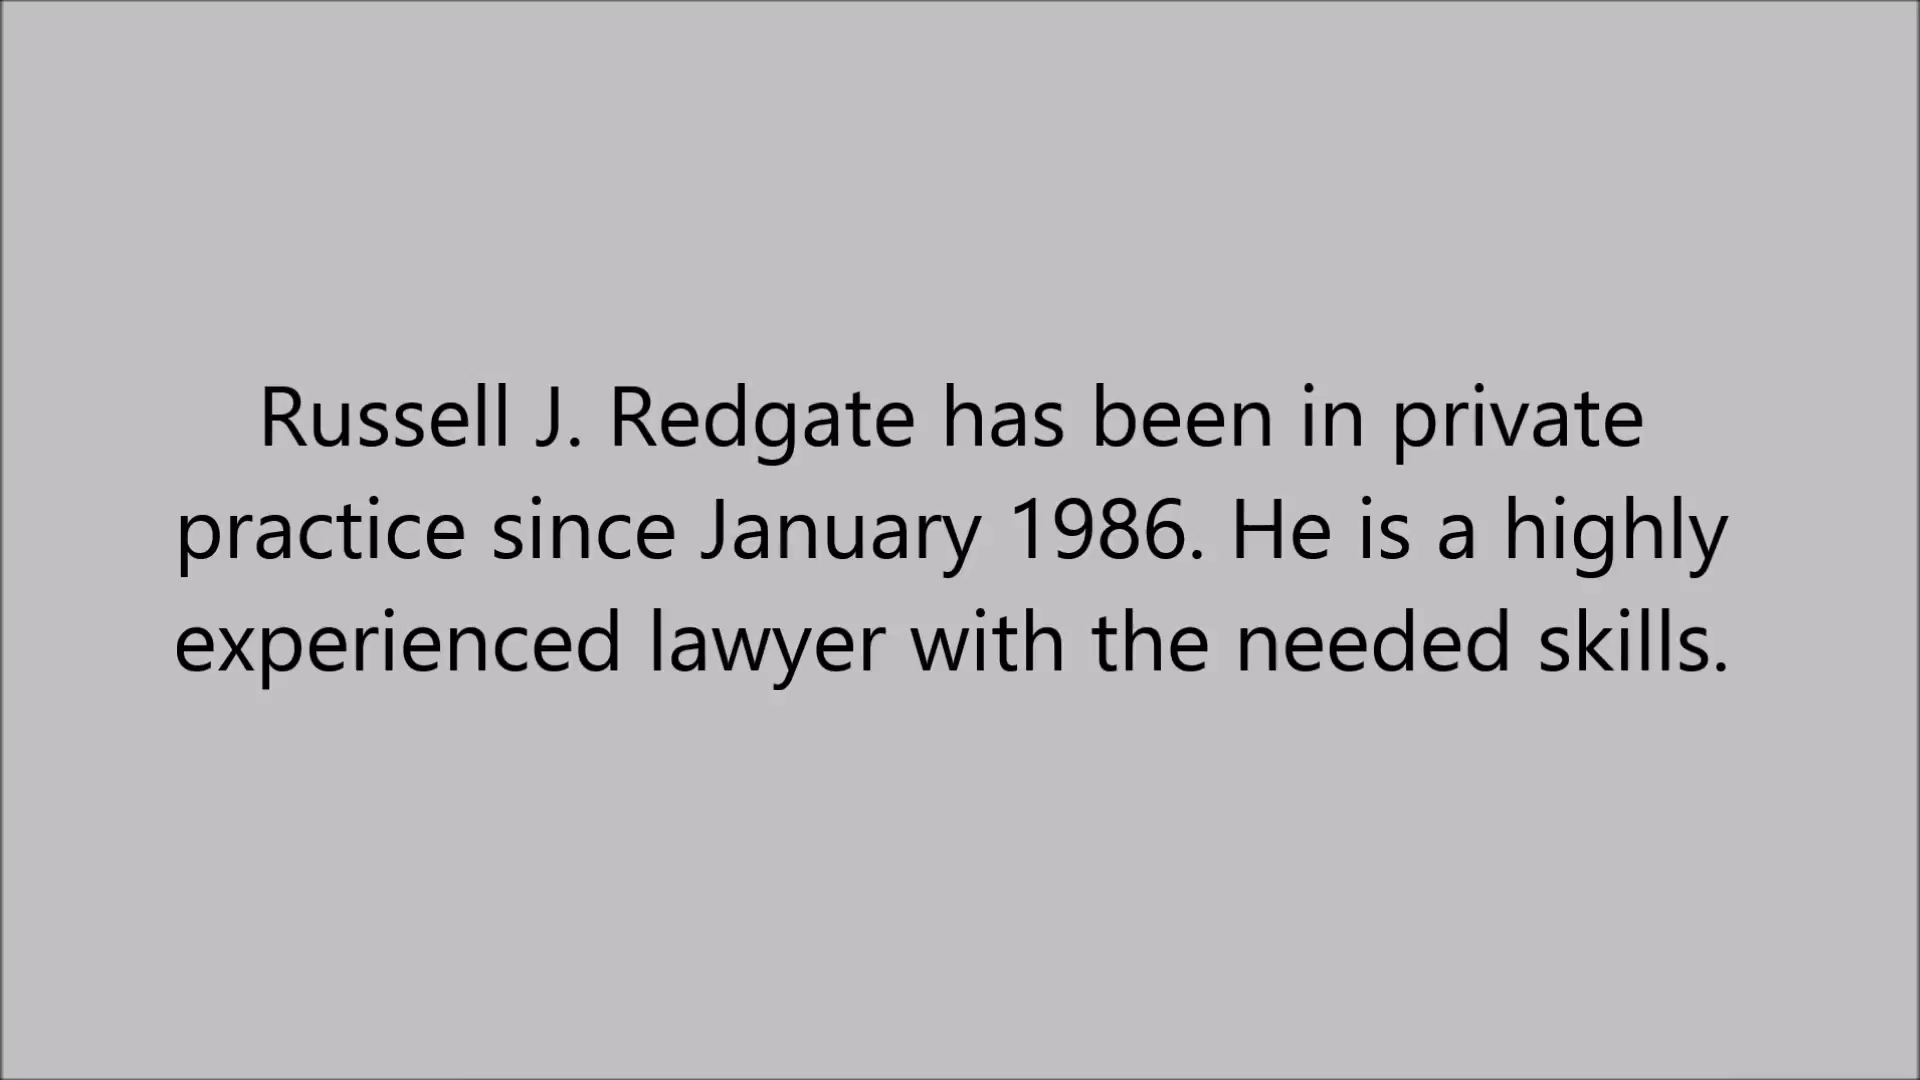 Russell J. Redgate has been in private
practice since January 1986. He is a highly
experienced lawyer with the needed skills.